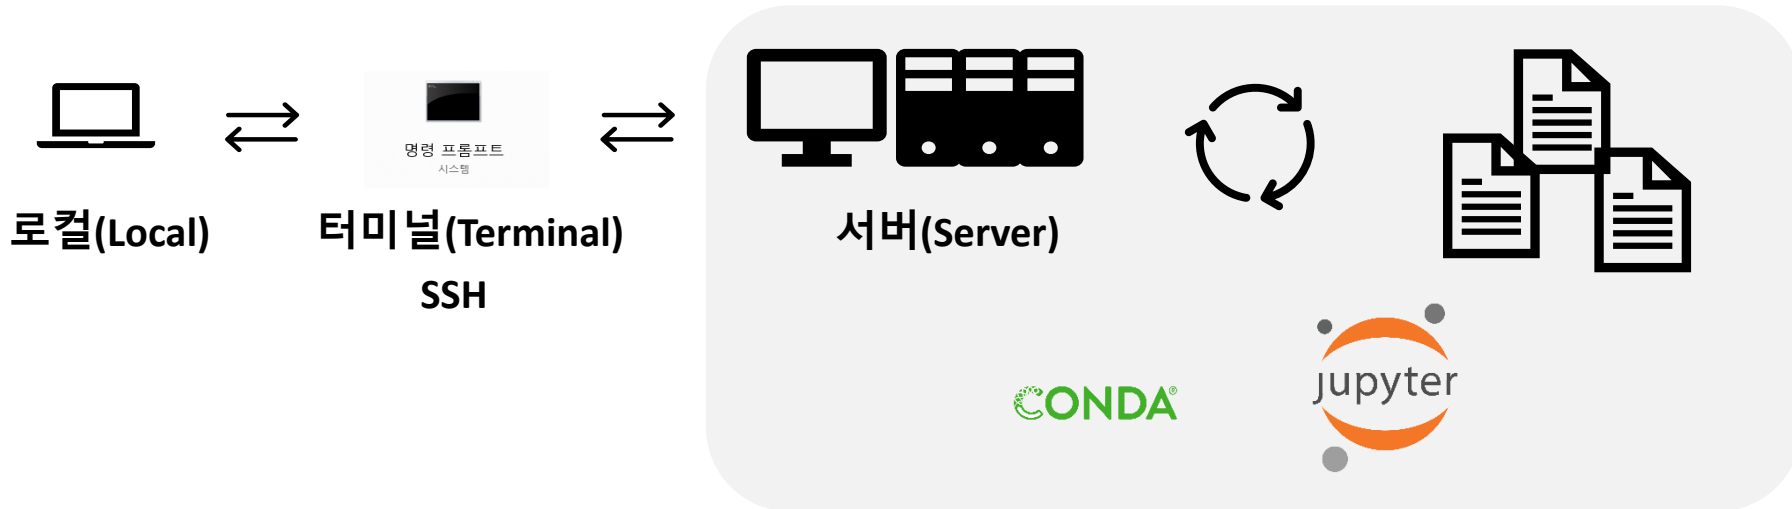 명령 프롬프트
시스템
로컬(Local)
터미널(Terminal)
SSH
서버(Server)
CONDA®
jupyter